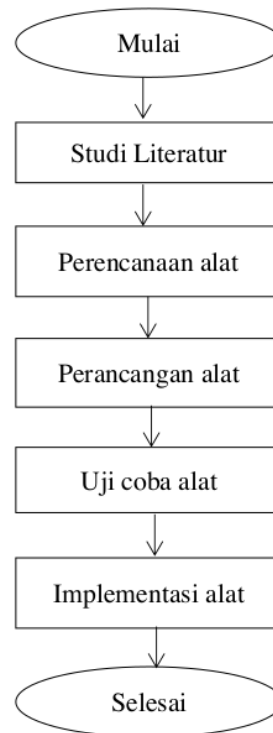 Mulai
Studi Literatur
Perencanaan alat
Perancangan alat
Uji coba alat
Implementasi alat
Selesai